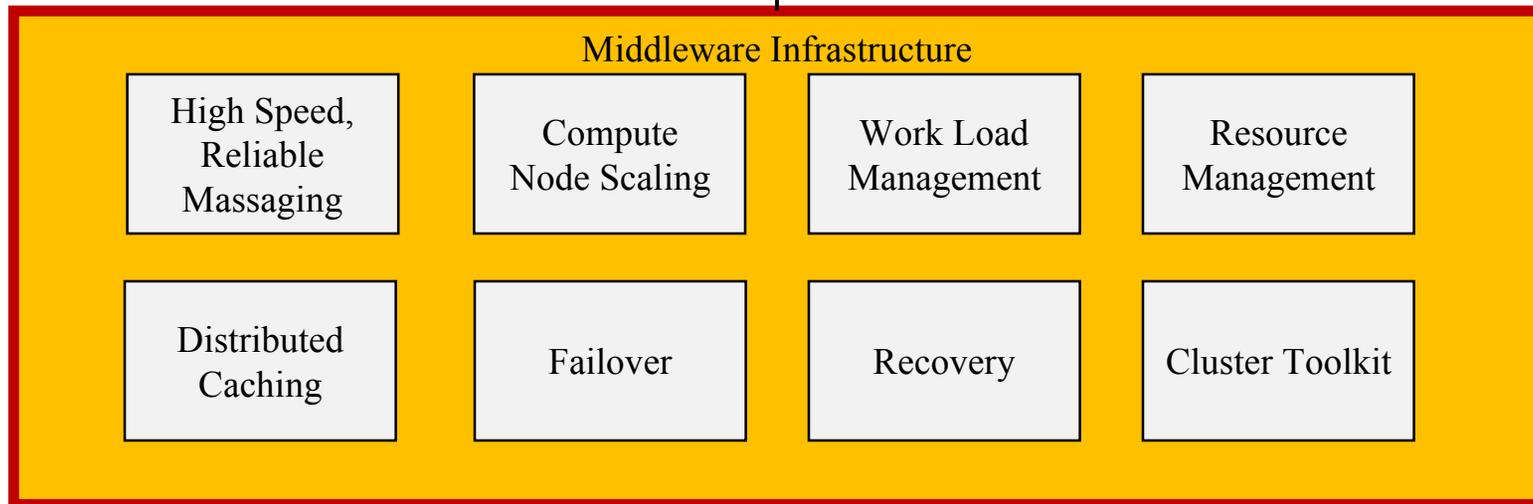 Middleware Infrastructure
High Speed,
Reliable
Massaging
Compute
Node Scaling
Work Load
Management
Resource
Management
Distributed
Caching
Failover
Recovery
Cluster Toolkit